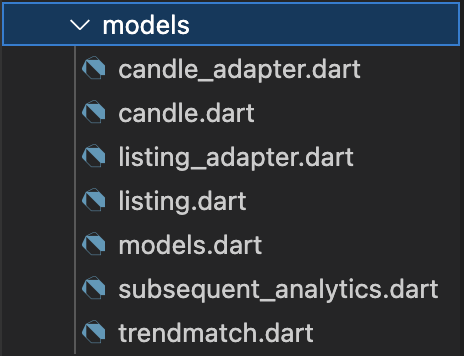 models
candle_adapter.dart
candle.dart
listing_adapter.dart
listing.dart
models.dart
subsequent_analytics.dart
trendmatch.dart